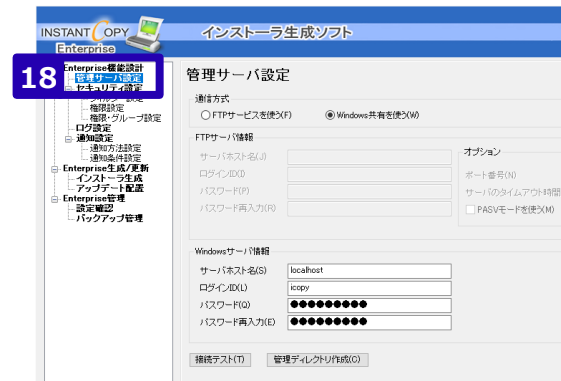 INSTANT COPY
Enterprise
インストーラ生成ソフト
18
Enterprise機能設計
管理サーバ設定
セキュリティ設定
権限設定
権限・グループ設定
ログ設定
通知設定
通知方法設定
通知条件設定
Enterprise生成/更新
インストーラ生成
アップデート配置
Enterprise管理
設定確認
バックアップ管理
管理サーバ設定
通信方式
FTPサービスを使う(F)
Windows共有を使う(W)
FTPサーバ情報
サーバホスト名(J)
ログインID(I)
パスワード(P)
パスワード再入力(R)
オプション
ポート番号(N)
サーバのタイムアウト時間
PASVモードを使う(M)
Windowsサーバ情報
サーバホスト名(S) localhost
ログインID(L) icopy
パスワード(Q) ●●●●●●●●●
パスワード再入力(E) ●●●●●●●●●
接続テスト(T)
管理ディレクトリ作成(C)